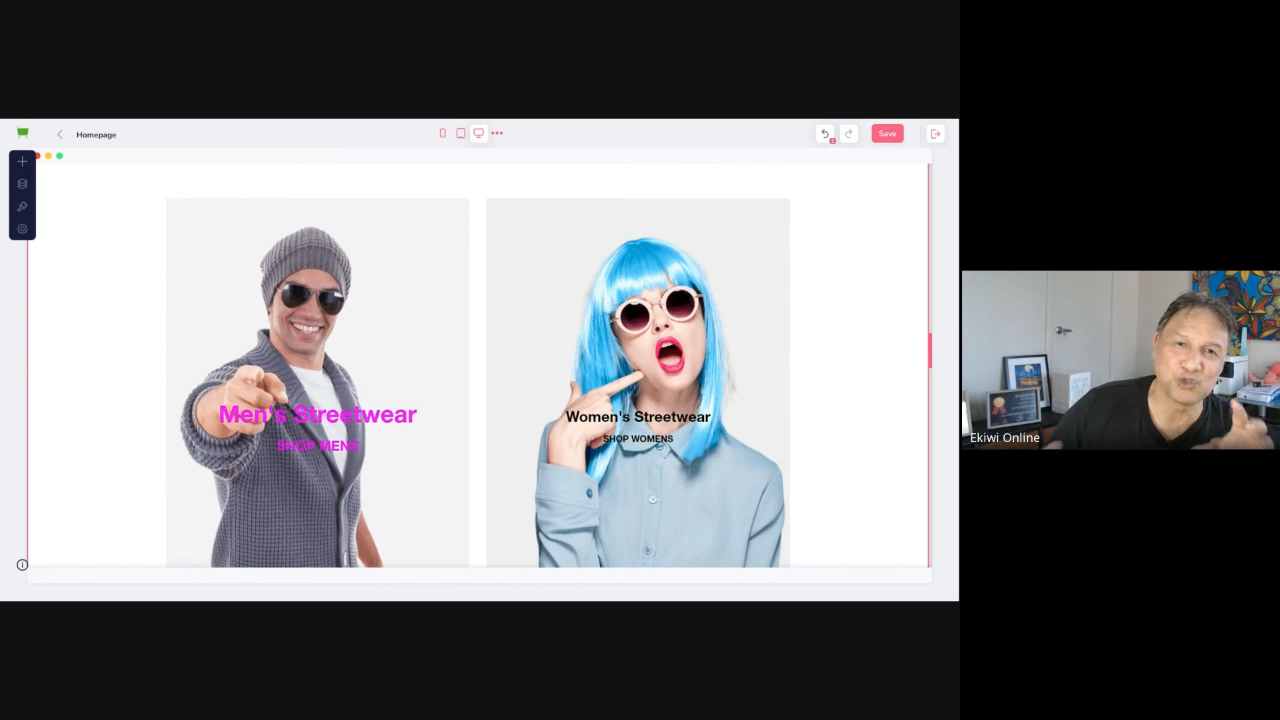 Homepage
Save
Men's Streetwear
SHOP MENS
Women's Streetwear
SHOP WOMENS
Ekiwi Online